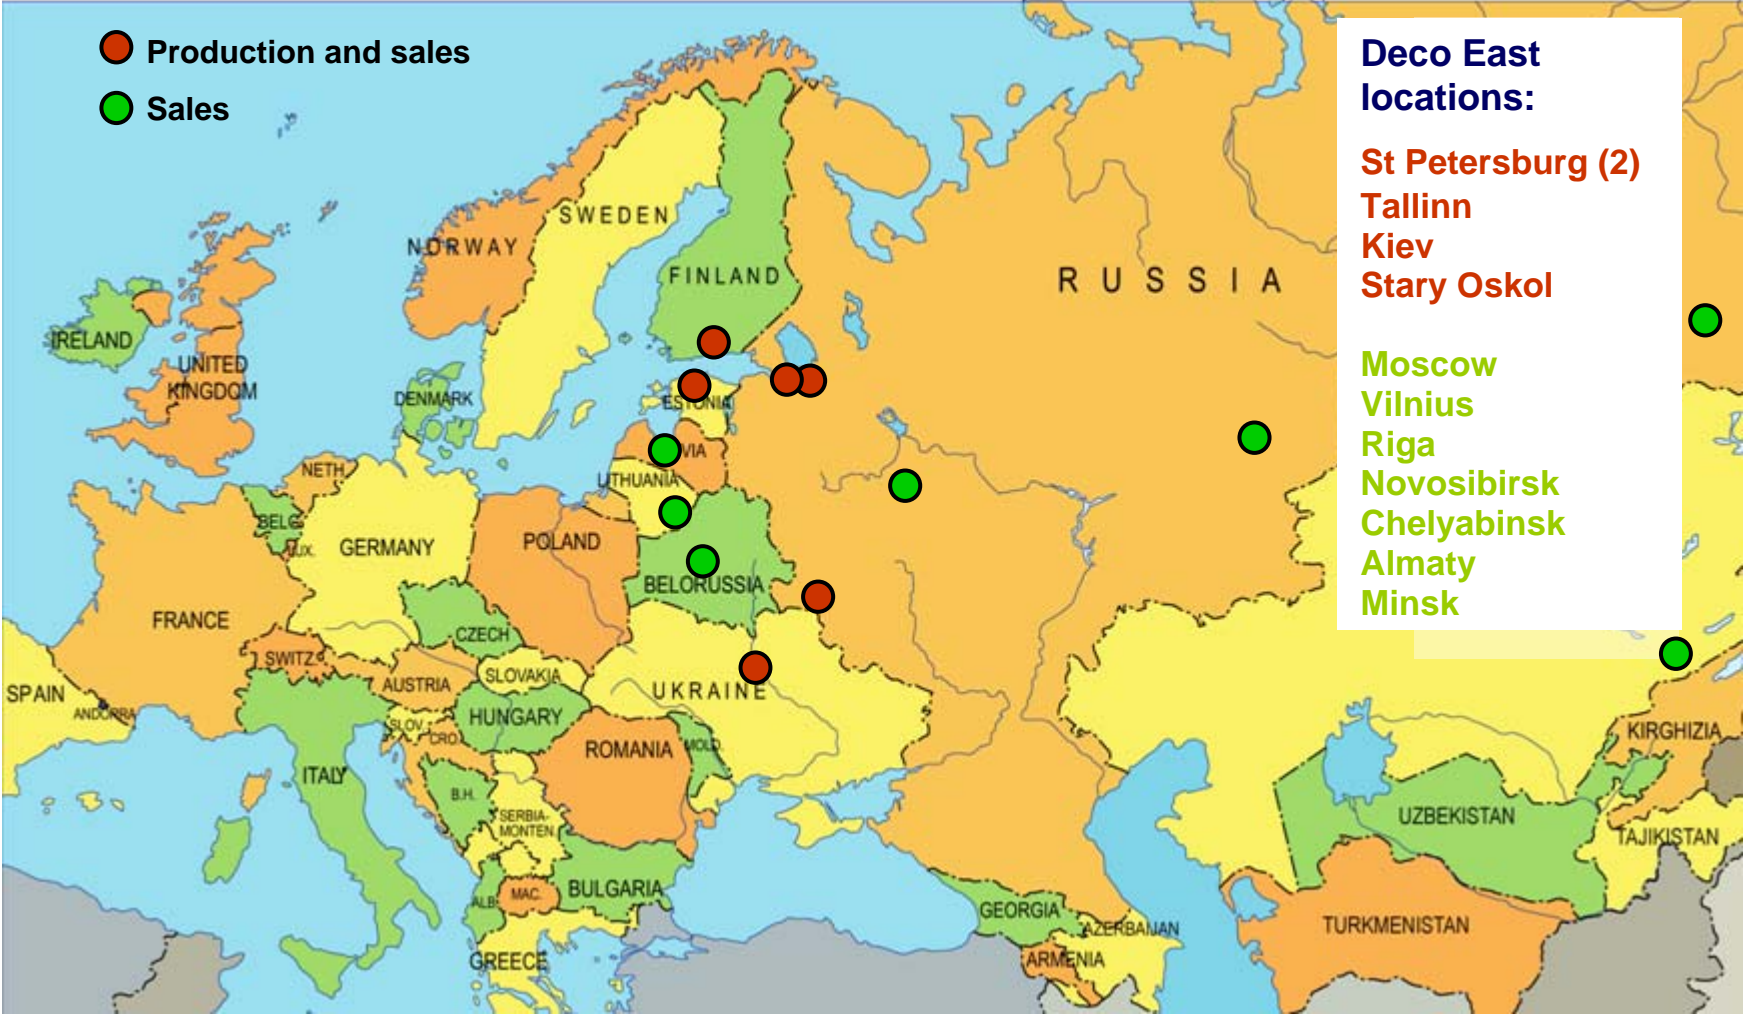 Production and sales
Sales
Deco East
locations:
St Petersburg (2)
Tallinn
Kiev
Stary Oskol
Moscow
Vilnius
Riga
Novosibirsk
Chelyabinsk
Almaty
Minsk
SWEDEN
NORWAY
FINLAND
RUSSIA
IRELAND
UNITED
KINGDOM
DENMARK
ESTONIA
VIA
LITHUANIA
NETH.
BELG.
LUX.
GERMANY
POLAND
BELORUSSIA
FRANCE
CZECH
SWITZ.
AUSTRIA
SLOVAKIA
UKRAINE
SPAIN
ANDORRA
SLOV.
CRO.
HUNGARY
ROMANIA
MOLD.
ITALY
B.H.
SERBIA-
MONTEN.
KIRGHIZIA
UZBEKISTAN
TAJIKISTAN
ALB.
MAC.
BULGARIA
GEORGIA
AZERBAIJAN
ARMENIA
TURKMENISTAN
GREECE